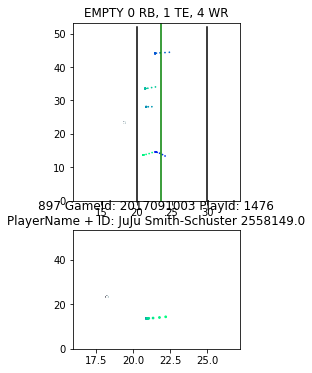 EMPTY 0 RB, 1 TE, 4 WR
50
40
30
20
10
0
15 20 25 30
897 GameId: 2017091003 PlayId: 1476
PlayerName + ID: JuJu Smith-Schuster 2558149.0
40
20
0
17.5 20.0 22.5 25.0